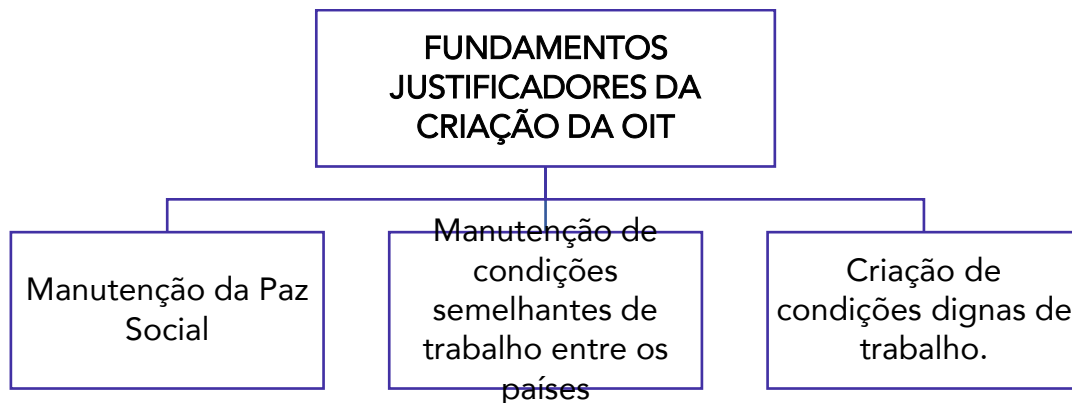 FUNDAMENTOS
JUSTIFICADORES DA
CRIAÇÃO DA OIT
Manutenção da Paz
Social
Manutenção de
condições
semelhantes de
trabalho entre os
países
Criação de
condições dignas de
trabalho.